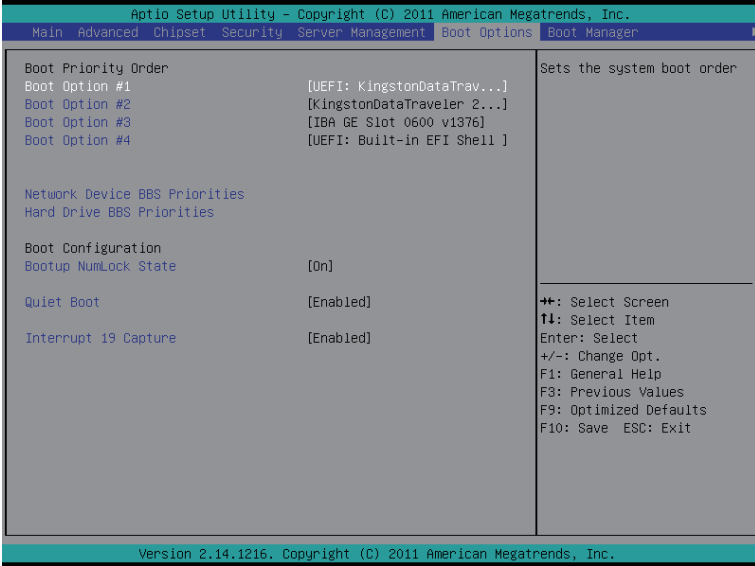 Aptio Setup Utility – Copyright (C) 2011 American Megatrends, Inc.
Main Advanced Chipset Security Server Management Boot Options Boot Manager
Boot Priority Order
Boot Option #1 [UEFI: KingstonDataTrav...]
Boot Option #2 [KingstonDataTraveler 2...]
Boot Option #3 [IBA GE Slot 0600 v1376]
Boot Option #4 [UEFI: Built-in EFI Shell ]
Network Device BBS Priorities
Hard Drive BBS Priorities
Boot Configuration
Bootup NumLock State [On]
Quiet Boot [Enabled]
Interrupt 19 Capture [Enabled]
Sets the system boot order
→←: Select Screen
↑↓: Select Item
Enter: Select
+/-: Change Opt.
F1: General Help
F3: Previous Values
F9: Optimized Defaults
F10: Save ESC: Exit
Version 2.14.1216. Copyright (C) 2011 American Megatrends, Inc.